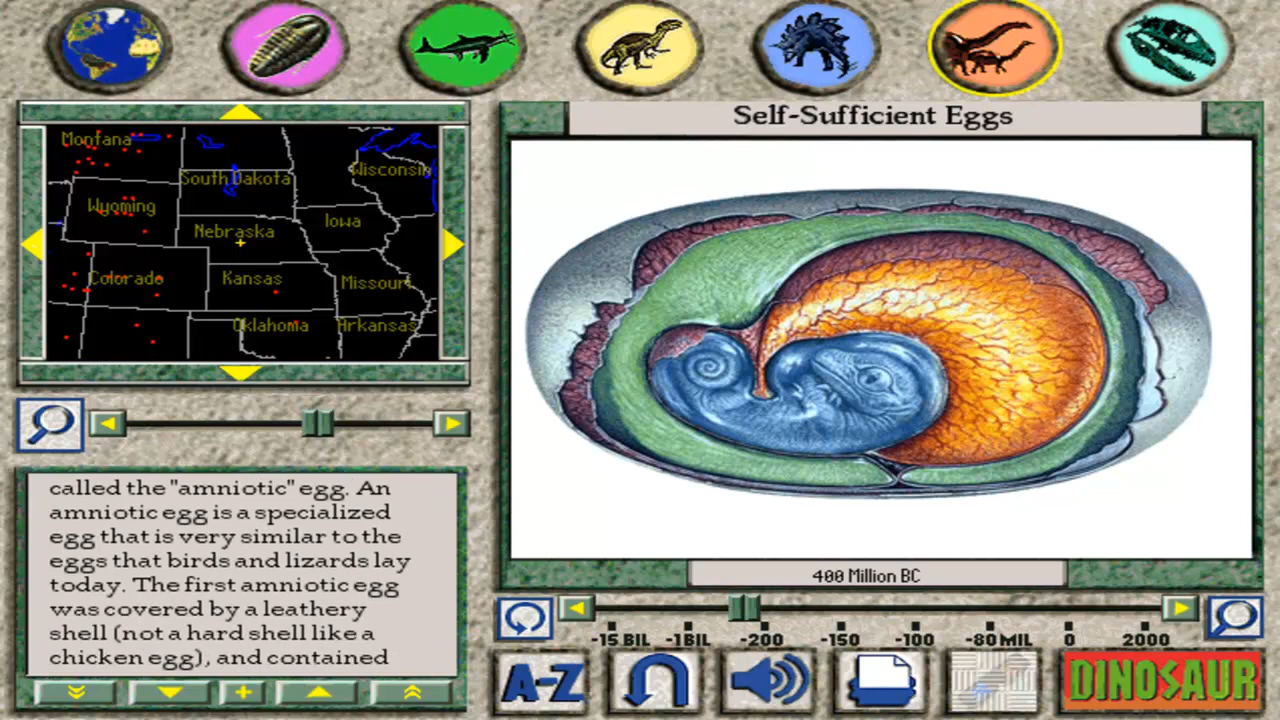 Self-Sufficient Eggs
Montana
South Dakota
Wisconsin
Wyoming
Iowa
Nebraska
Colorado
Kansas
Missouri
Oklahoma
Arkansas
called the "amniotic" egg. An
amniotic egg is a specialized
egg that is very similar to the
eggs that birds and lizards lay
today. The first amniotic egg
was covered by a leathery
shell (not a hard shell like a
chicken egg), and contained
400 Million BC
-15 BIL -1BIL -200 -150 -100 -80 MIL 0 2000
A-Z
DINOSAUR